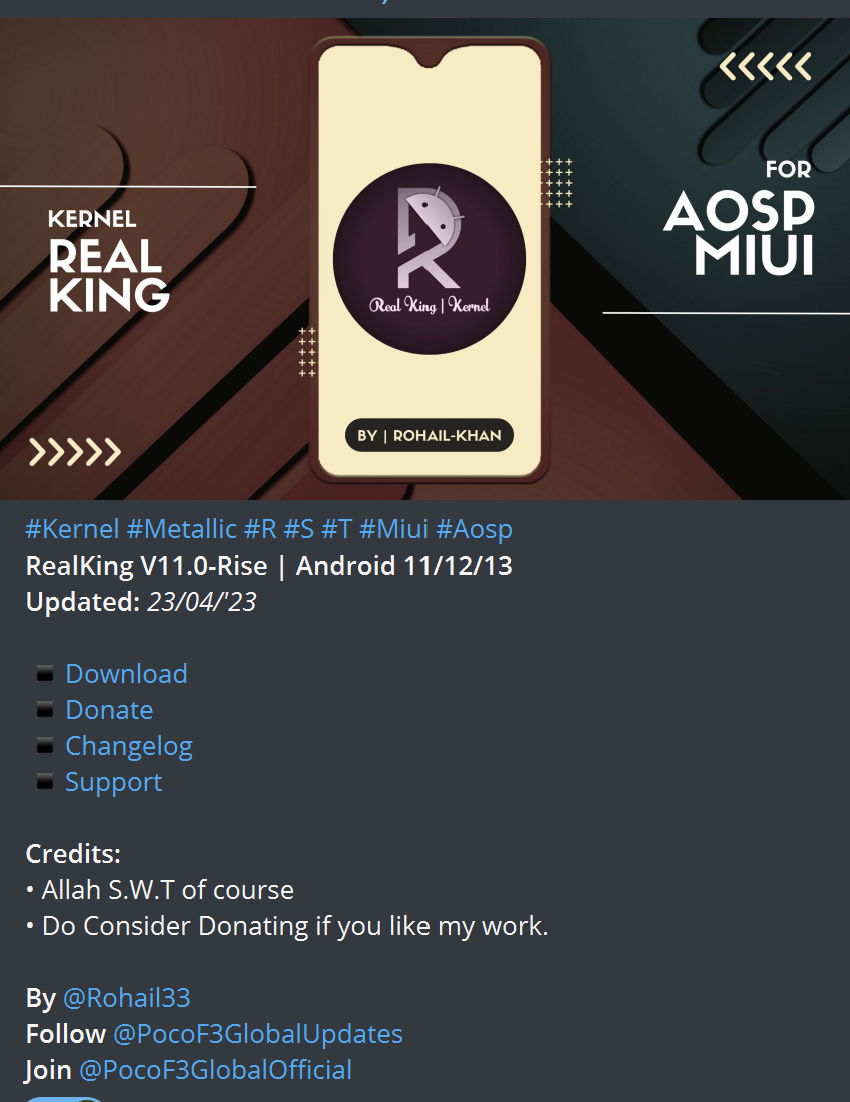 KERNEL
REAL
KING
FOR
AOSP
MIUI
Real King | Kernel
BY | ROHAIL-KHAN
#Kernel #Metallic #R #S #T #Miui #Aosp
RealKing V11.0-Rise | Android 11/12/13
Updated: 23/04/'23
Download
Donate
Changelog
Support
Credits:
• Allah S.W.T of course
• Do Consider Donating if you like my work.
By @Rohail33
Follow @PocoF3GlobalUpdates
Join @PocoF3GlobalOfficial